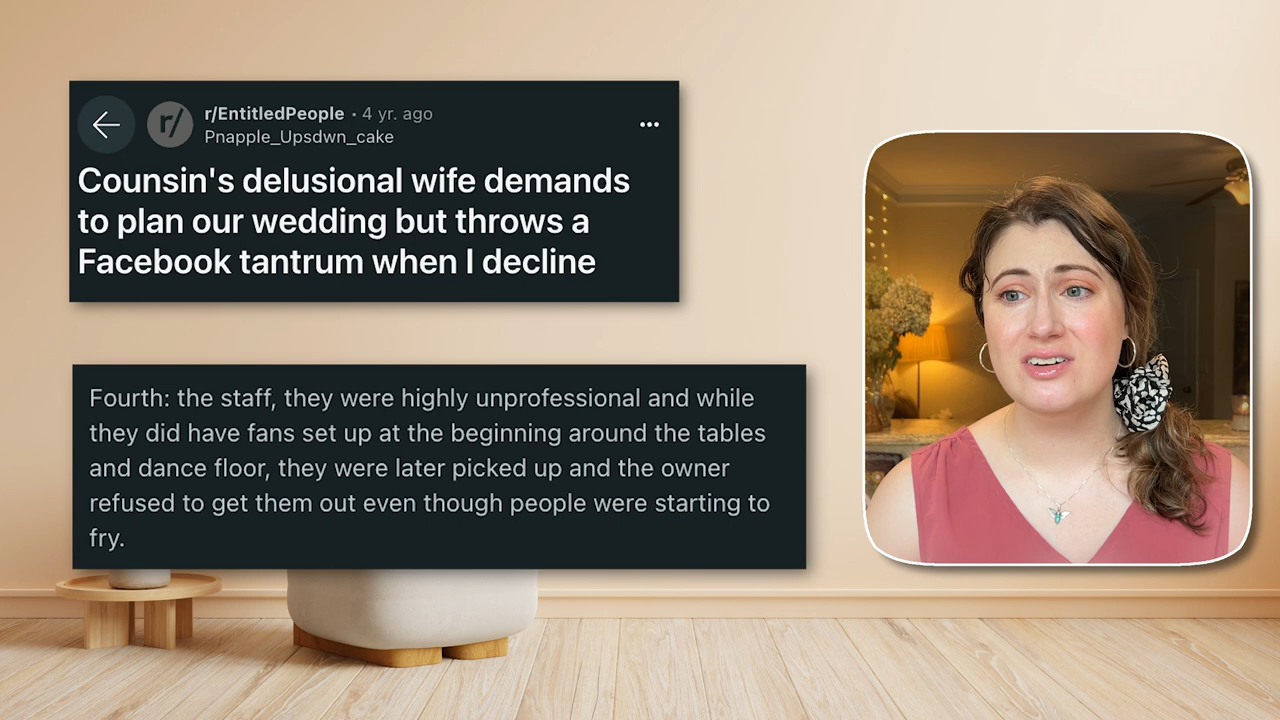 r/EntitledPeople • 4 yr. ago
Pnapple_Upsdwn_cake
Counsin's delusional wife demands
to plan our wedding but throws a
Facebook tantrum when I decline
Fourth: the staff, they were highly unprofessional and while
they did have fans set up at the beginning around the tables
and dance floor, they were later picked up and the owner
refused to get them out even though people were starting to
fry.